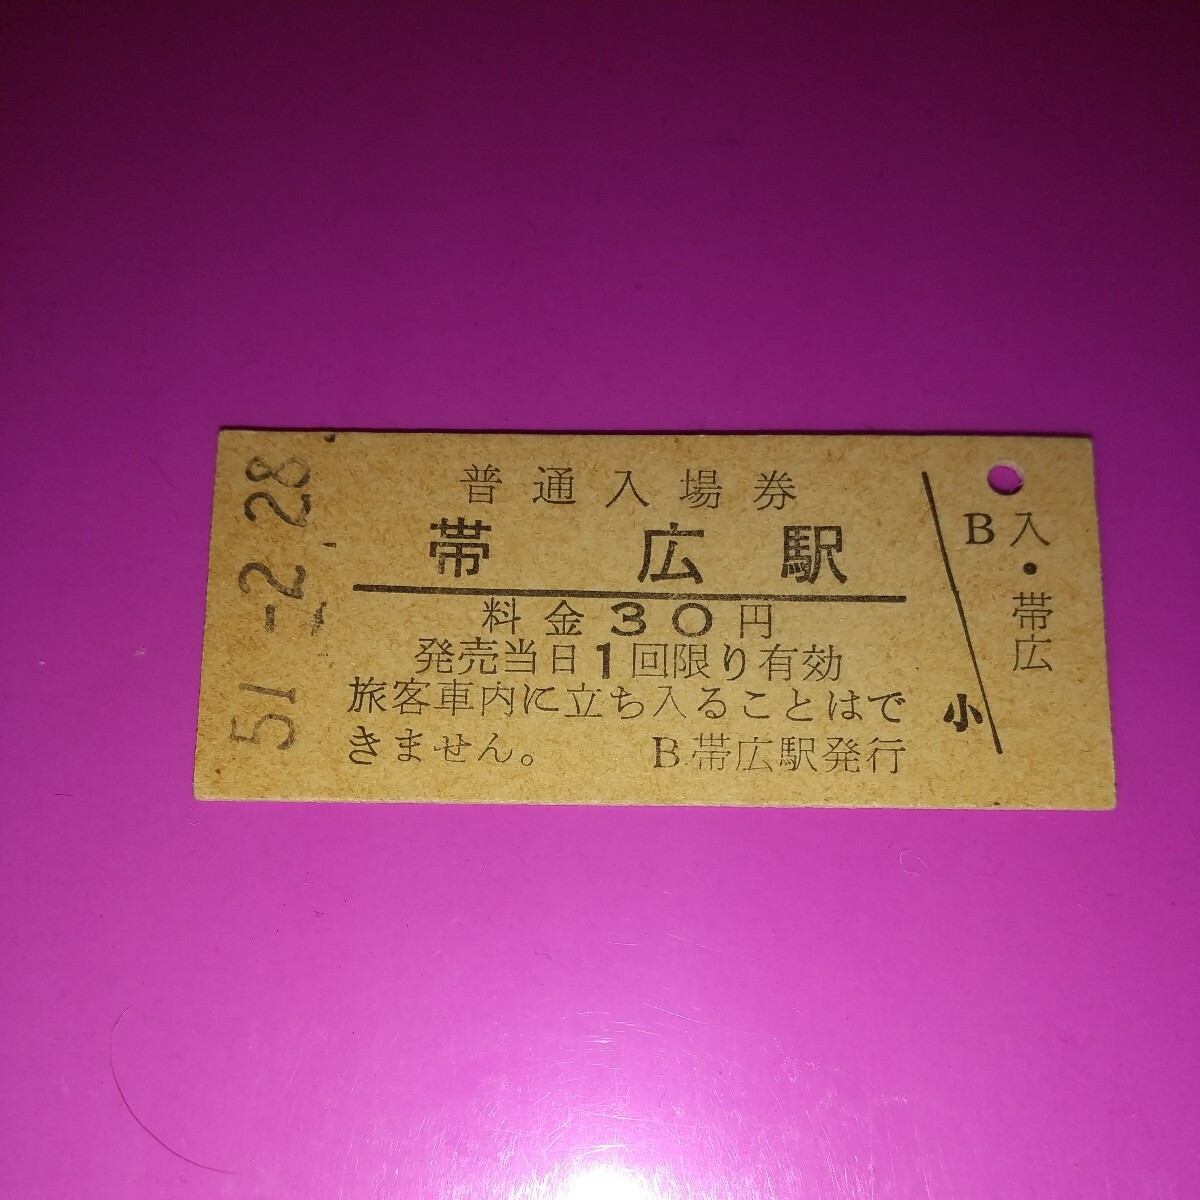 普通入場券
帯広駅
料金30円
発売当日1回限り有効
旅客車内に立ち入ることはで
きません。 B.帯広駅発行
51.-2.28
B
入・帯広
小